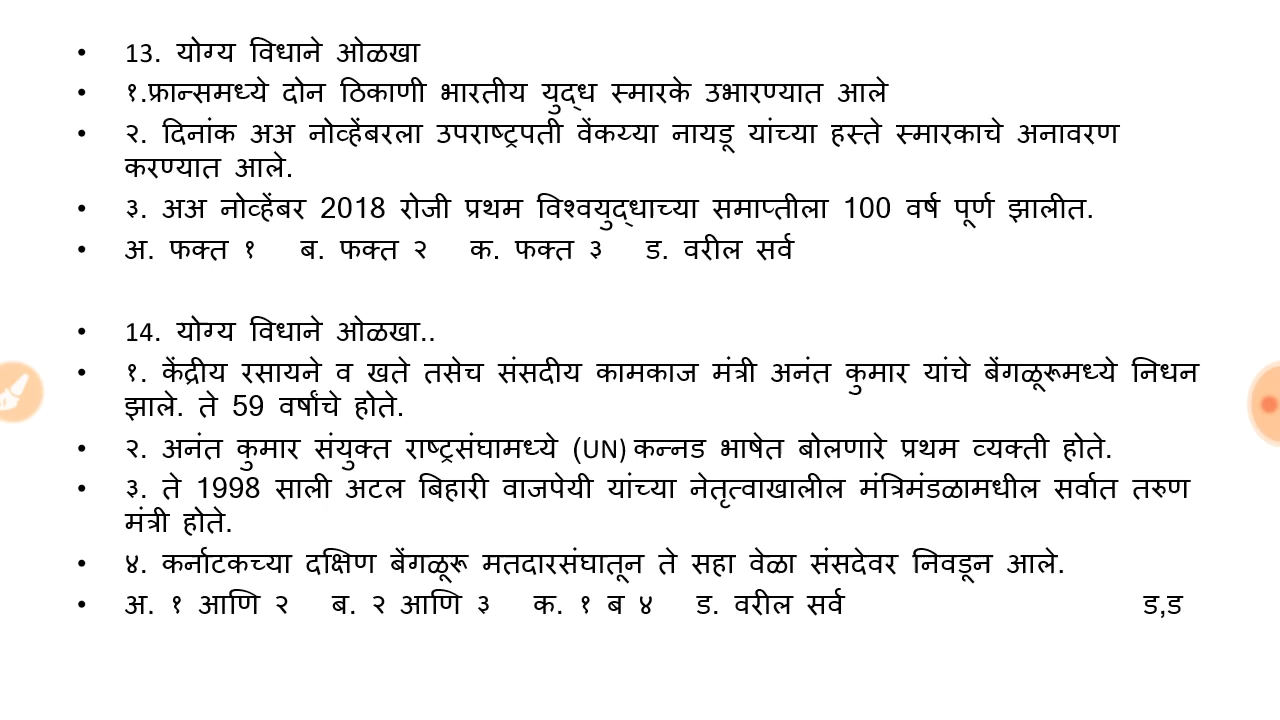 • 13. योग्य विधाने ओळखा
• १.फ्रान्समध्ये दोन ठिकाणी भारतीय युद्ध स्मारके उभारण्यात आले
• २. दिनांक अअ नोव्हेंबरला उपराष्ट्रपती वेंकय्या नायडू यांच्या हस्ते स्मारकाचे अनावरण
करण्यात आले.
• ३. अअ नोव्हेंबर 2018 रोजी प्रथम विश्वयुद्धाच्या समाप्तीला 100 वर्ष पूर्ण झालीत.
• अ. फक्त १ ब. फक्त २ क. फक्त ३ ड. वरील सर्व
• 14. योग्य विधाने ओळखा..
• १. केंद्रीय रसायने व खते तसेच संसदीय कामकाज मंत्री अनंत कुमार यांचे बेंगळूरूमध्ये निधन
झाले. ते 59 वर्षांचे होते.
• २. अनंत कुमार संयुक्त राष्ट्रसंघामध्ये (UN) कन्नड भाषेत बोलणारे प्रथम व्यक्ती होते.
• ३. ते 1998 साली अटल बिहारी वाजपेयी यांच्या नेतृत्वाखालील मंत्रिमंडळामधील सर्वात तरुण
मंत्री होते.
• ४. कर्नाटकच्या दक्षिण बेंगळूरू मतदारसंघातून ते सहा वेळा संसदेवर निवडून आले.
• अ. १ आणि २ ब. २ आणि ३ क. १ ब ४ ड. वरील सर्व ड,ड